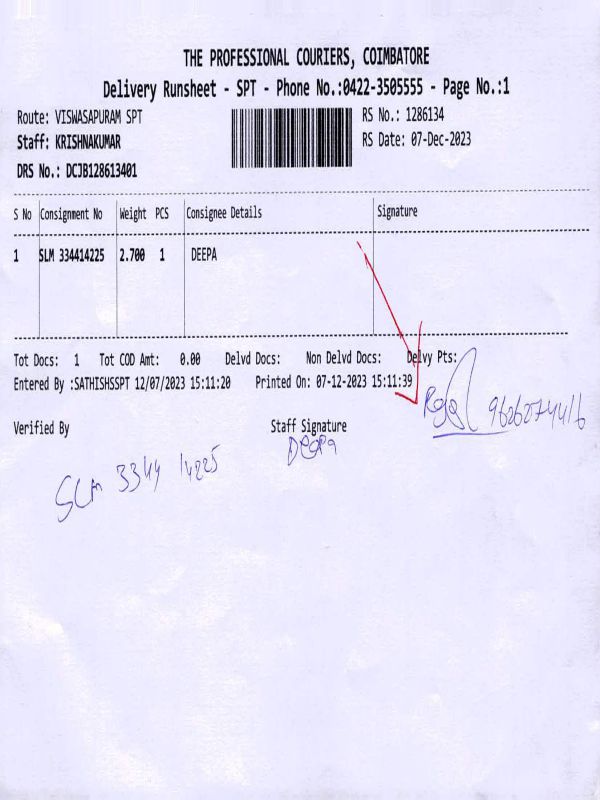 THE PROFESSIONAL COURIERS, COIMBATORE
Delivery Runsheet - SPT - Phone No.:0422-3505555 - Page No.:1
Route: VISWASAPURAM SPT RS No.: 1286134
Staff: KRISHNAKUMAR RS Date: 07-Dec-2023
DRS No.: DCJB128613401
S No Consignment No Weight PCS Consignee Details Signature
1 SLM 334414225 2.700 1 DEEPA
Tot Docs: 1 Tot COD Amt: 0.00 Delvd Docs: Non Delvd Docs: Delvy Pts:
Entered By :SATHISHSSPT 12/07/2023 15:11:20 Printed On: 07-12-2023 15:11:39
9626274416
Verified By Staff Signature
Deepa
SLM 3344 14225